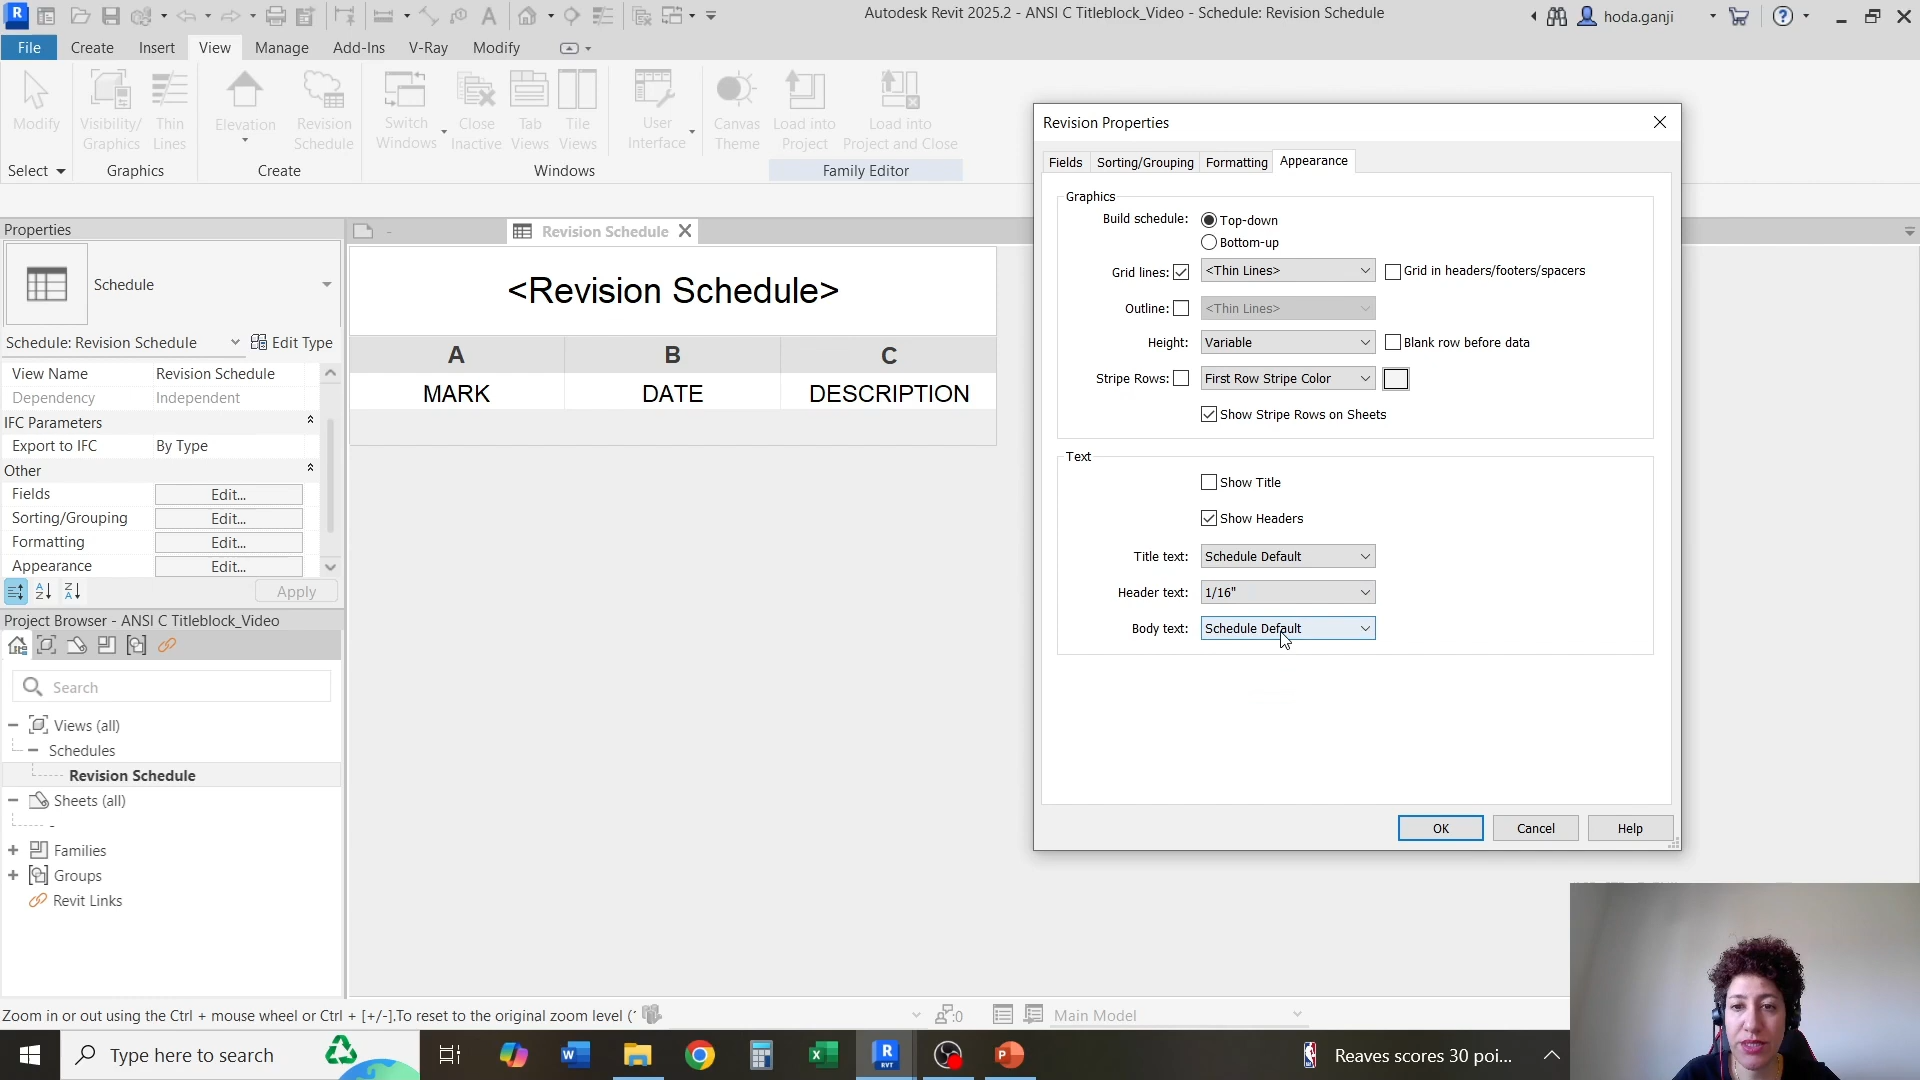 Autodesk Revit 2025.2 - ANSI C Titleblock_Video - Schedule: Revision Schedule
hoda.ganji
File Create Insert View Manage Add-Ins V-Ray Modify
Modify
Visibility/ Graphics
Thin Lines
Elevation
Revision Schedule
Switch Windows
Close Inactive
Tab Views
Tile Views
User Interface
Canvas Theme
Load into Project
Load into Project and Close
Select Graphics Create Windows Family Editor
Properties
Schedule
Schedule: Revision Schedule Edit Type
View Name Revision Schedule
Dependency Independent
IFC Parameters
Export to IFC By Type
Other
Fields Edit...
Sorting/Grouping Edit...
Formatting Edit...
Appearance Edit...
Apply
Project Browser - ANSI C Titleblock_Video
Search
Views (all)
Schedules
Revision Schedule
Sheets (all)
-
Families
Groups
Revit Links
-
Revision Schedule
<Revision Schedule>
A B C
MARK DATE DESCRIPTION
Revision Properties
Fields Sorting/Grouping Formatting Appearance
Graphics
Build schedule: Top-down
Bottom-up
Grid lines: <Thin Lines> Grid in headers/footers/spacers
Outline: <Thin Lines>
Height: Variable Blank row before data
Stripe Rows: First Row Stripe Color
Show Stripe Rows on Sheets
Text
Show Title
Show Headers
Title text: Schedule Default
Header text: 1/16"
Body text: Schedule Default
OK Cancel Help
Zoom in or out using the Ctrl + mouse wheel or Ctrl + [+/-].To reset to the original zoom level (
:0
Main Model
Type here to search
Reaves scores 30 poi...